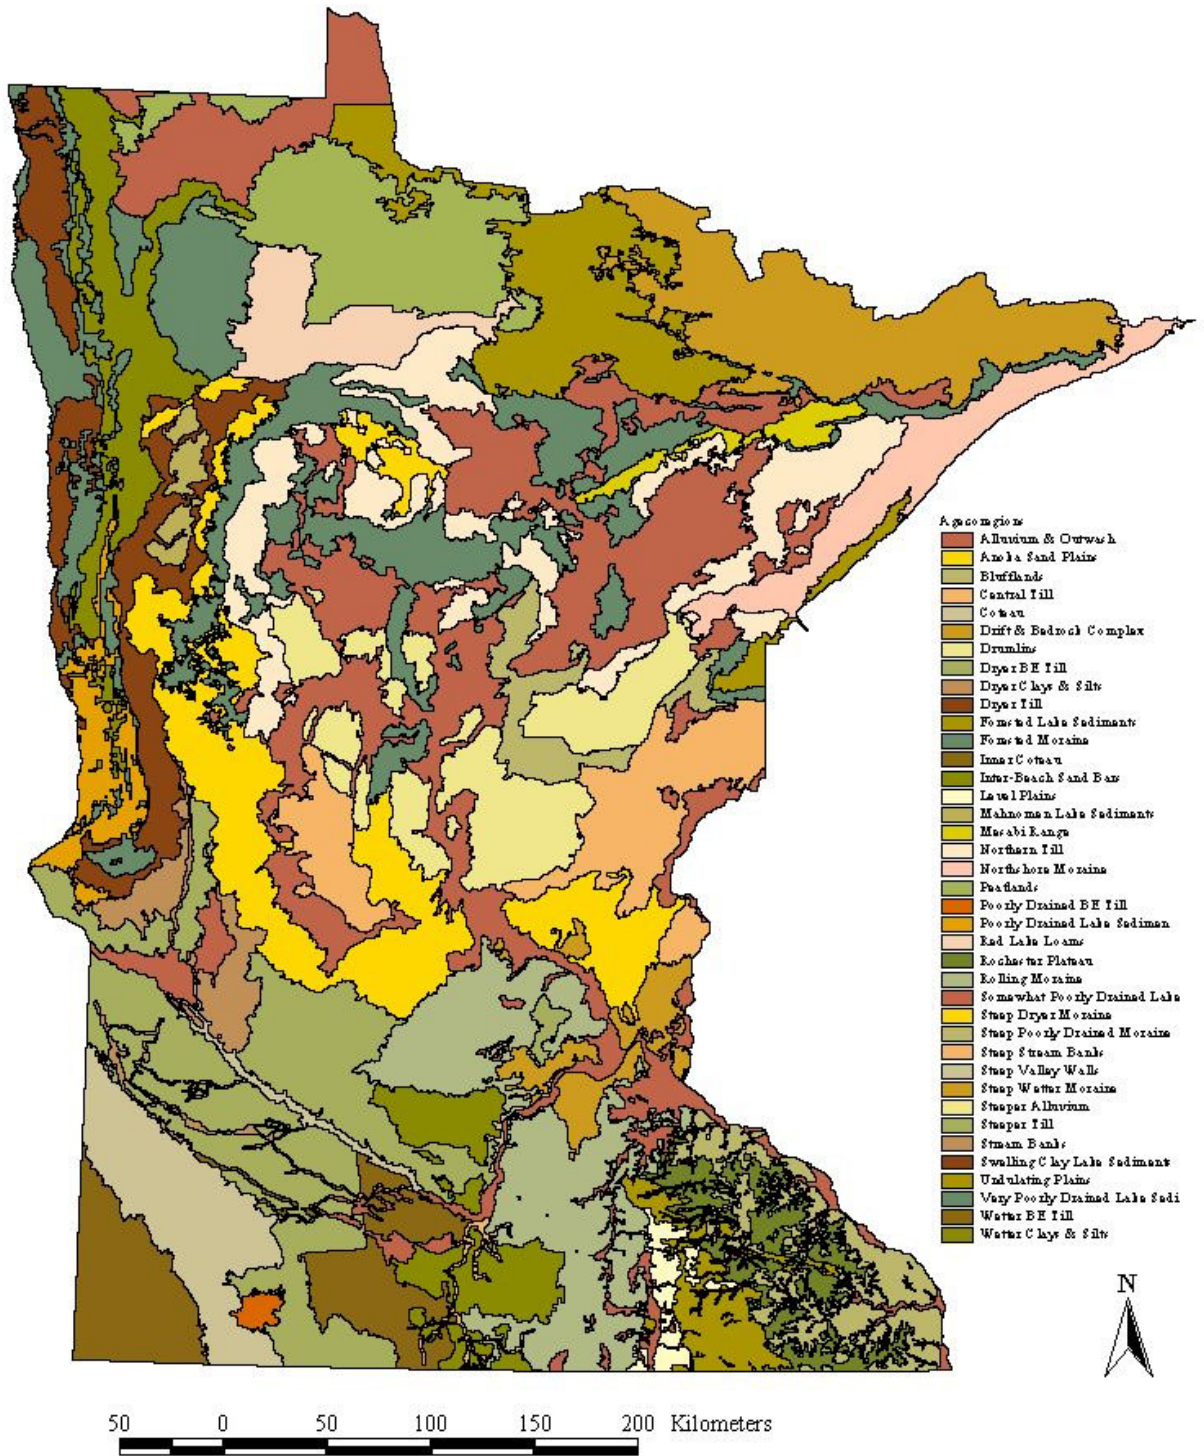 Agecoregions
Alluvium & Outwash
Anoka Sand Plains
Blufflands
Central Till
Coteau
Drift & Bedrock Complex
Drumlins
Dryer BE Till
Dryer Clays & Silts
Dryer Till
Forested Lake Sediments
Forested Moraine
Inner Coteau
Inter-Beach Sand Bars
Level Plains
Mahnomen Lake Sediments
Mesabi Range
Northern Till
Northshore Moraine
Peatlands
Poorly Drained BE Till
Poorly Drained Lake Sedimen
Red Lake Loams
Rochester Plateau
Rolling Moraine
Somewhat Poorly Drained Lake
Steep Dryer Moraine
Steep Poorly Drained Moraine
Steep Stream Banks
Steep Valley Walls
Steep Wetter Moraine
Steeper Alluvium
Steeper Till
Stream Banks
Swelling Clay Lake Sediments
Undulating Plains
Very Poorly Drained Lake Sedi
Wetter BE Till
Wetter Clays & Silts
N
50 0 50 100 150 200 Kilometers